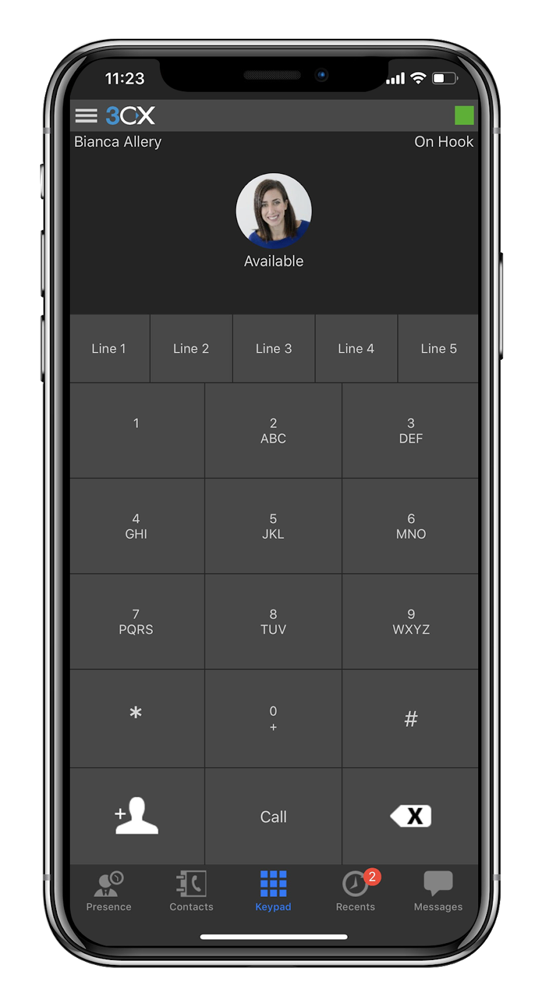 11:23
3CX
Bianca Allery
On Hook
Available
Line 1
Line 2
Line 3
Line 4
Line 5
1
2
ABC
3
DEF
4
GHI
5
JKL
6
MNO
7
PQRS
8
TUV
9
WXYZ
*
0
+
#
+
Call
X
2
Presence
Contacts
Keypad
Recents
Messages